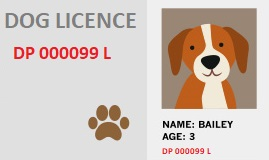 DOG LICENCE
DP 000099 L
NAME: BAILEY
AGE: 3
DP 000099 L